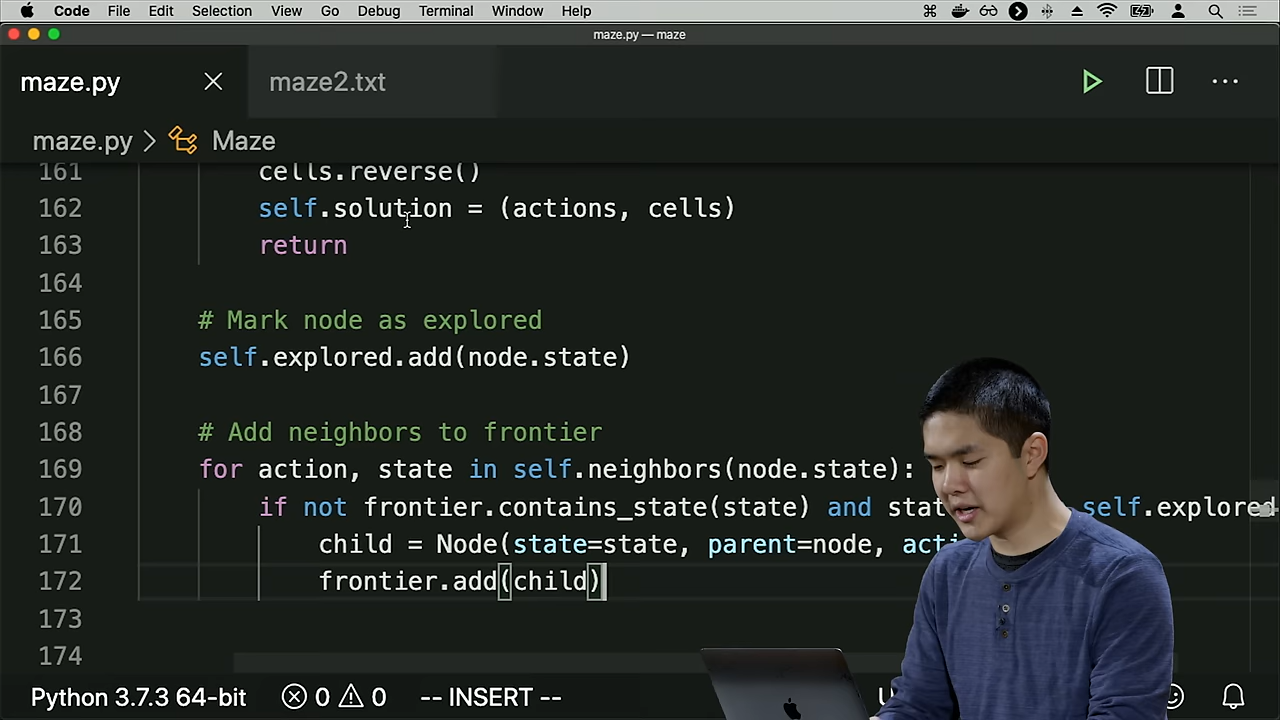 Code File Edit Selection View Go Debug Terminal Window Help
maze.py — maze
maze.py maze2.txt
maze.py > Maze
161 cells.reverse()
162 self.solution = (actions, cells)
163 return
164
165 # Mark node as explored
166 self.explored.add(node.state)
167
168 # Add neighbors to frontier
169 for action, state in self.neighbors(node.state):
170 if not frontier.contains_state(state) and self.explored
171 child = Node(state=state, parent=node,
172 frontier.add(child)
173
174
Python 3.7.3 64-bit 0 0 -- INSERT --